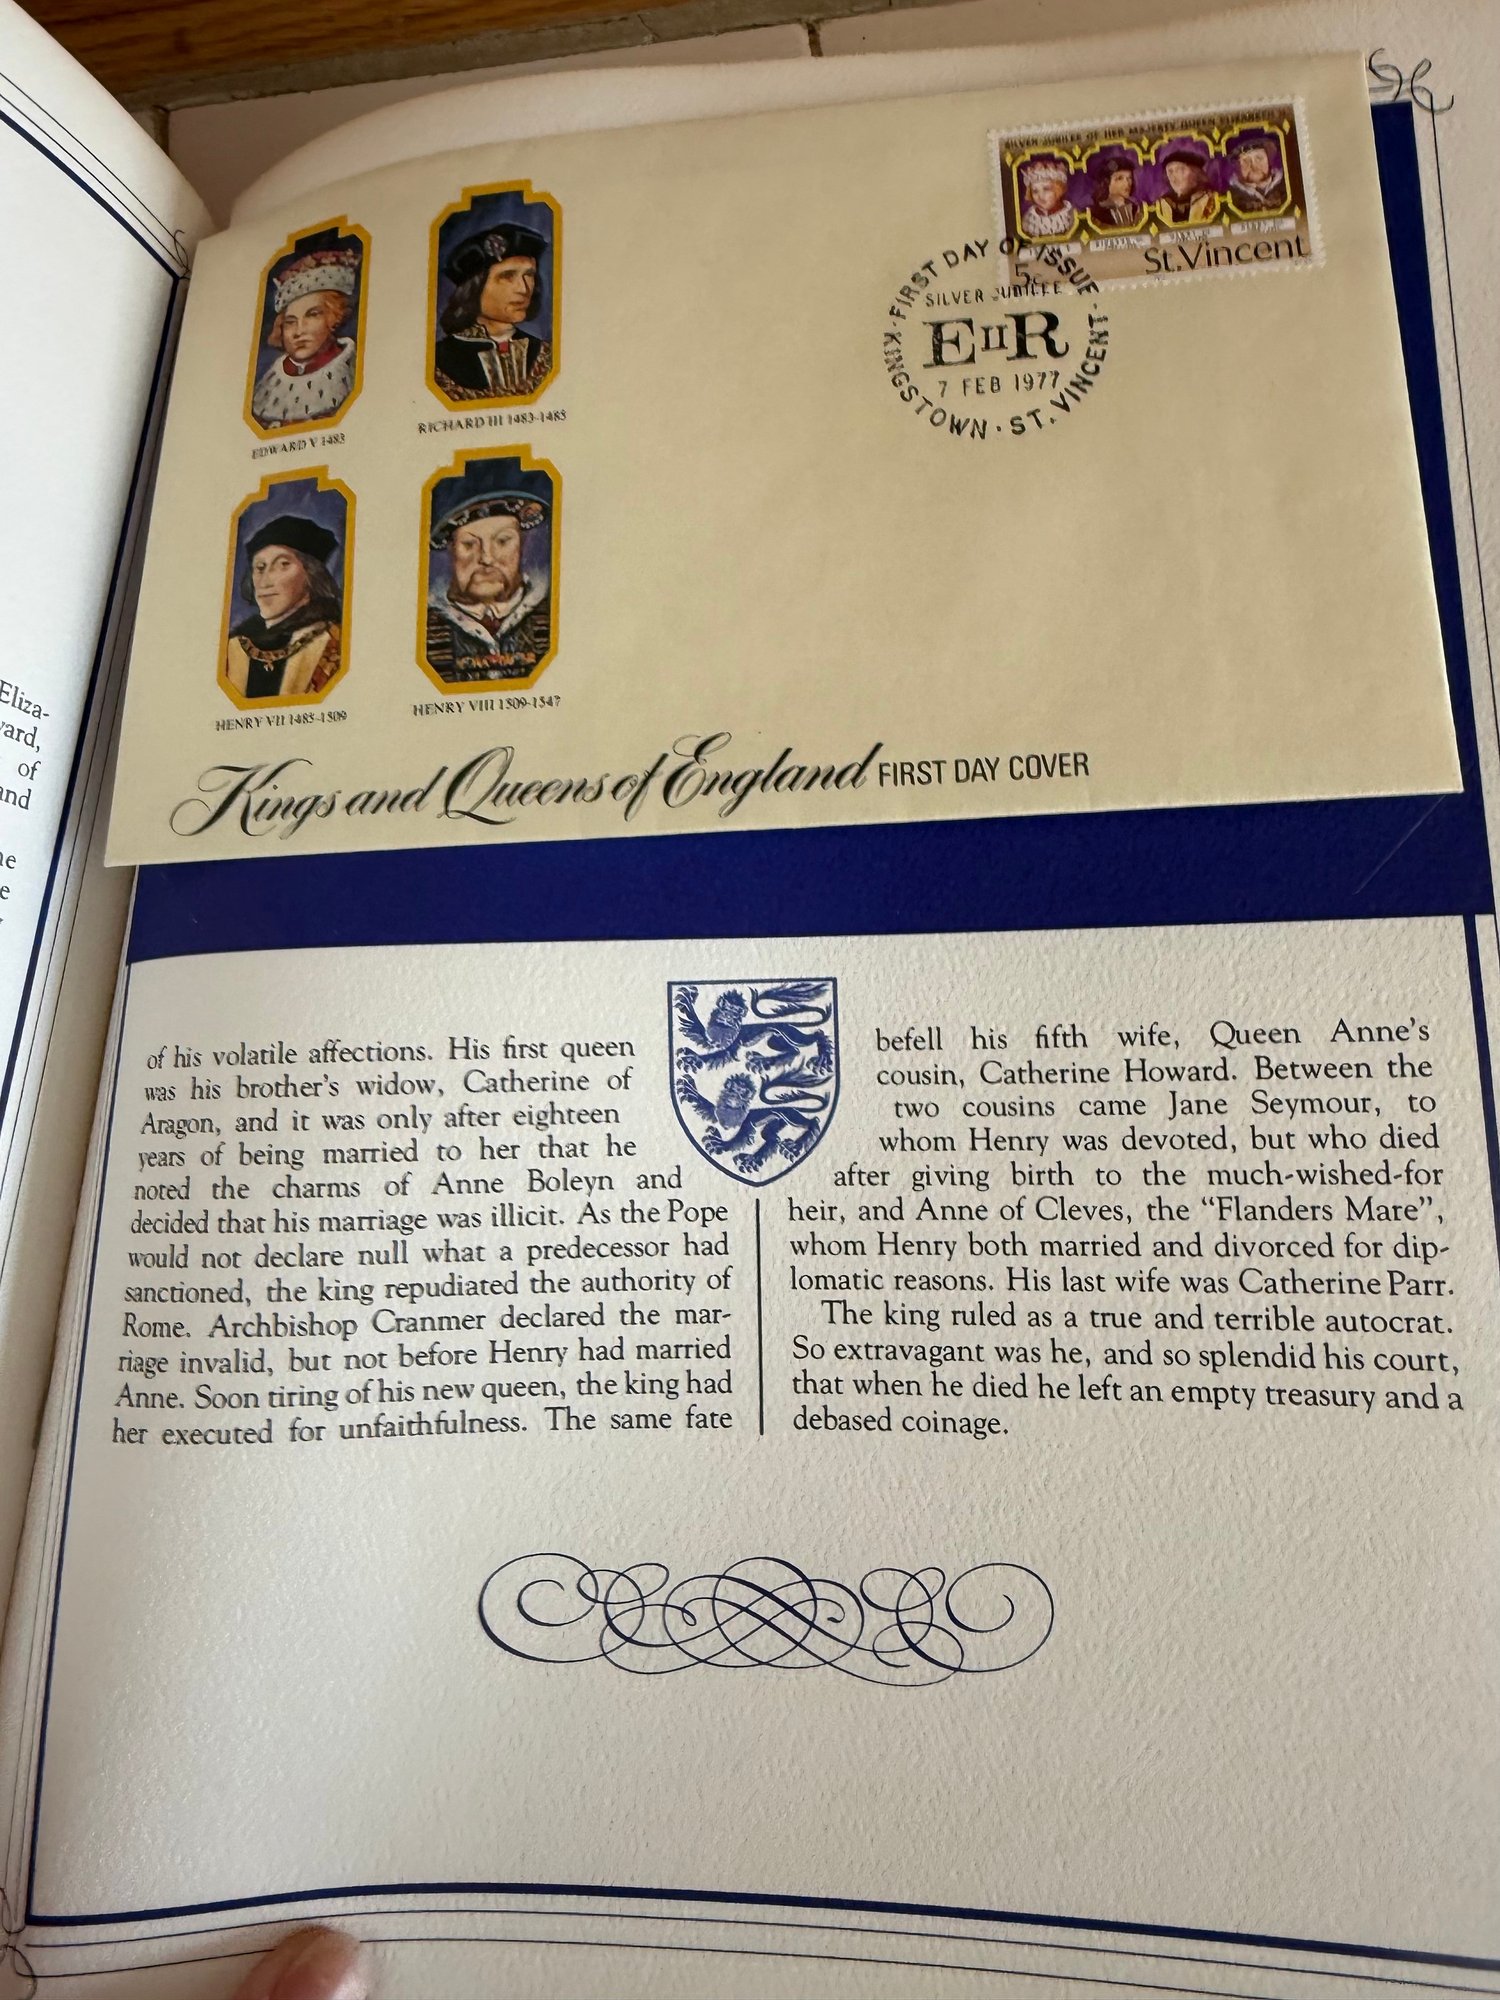 Eliza-
ard,
of
and
SILVER JUBILEE OF HER MAJESTY QUEEN ELIZABETH II
5c
St.Vincent
FIRST DAY OF ISSUE
SILVER JUBILEE
EIIR
7 FEB 1977
KINGSTOWN · ST. VINCENT
EDWARD V 1483
RICHARD III 1483-1485
HENRY VII 1485-1509
HENRY VIII 1509-1547
Kings and Queens of England FIRST DAY COVER
of his volatile affections. His first queen
was his brother's widow, Catherine of
Aragon, and it was only after eighteen
years of being married to her that he
noted the charms of Anne Boleyn and
decided that his marriage was illicit. As the Pope
would not declare null what a predecessor had
sanctioned, the king repudiated the authority of
Rome. Archbishop Cranmer declared the mar-
riage invalid, but not before Henry had married
Anne. Soon tiring of his new queen, the king had
her executed for unfaithfulness. The same fate
befell his fifth wife, Queen Anne's
cousin, Catherine Howard. Between the
two cousins came Jane Seymour, to
whom Henry was devoted, but who died
after giving birth to the much-wished-for
heir, and Anne of Cleves, the "Flanders Mare",
whom Henry both married and divorced for dip-
lomatic reasons. His last wife was Catherine Parr.
The king ruled as a true and terrible autocrat.
So extravagant was he, and so splendid his court,
that when he died he left an empty treasury and a
debased coinage.